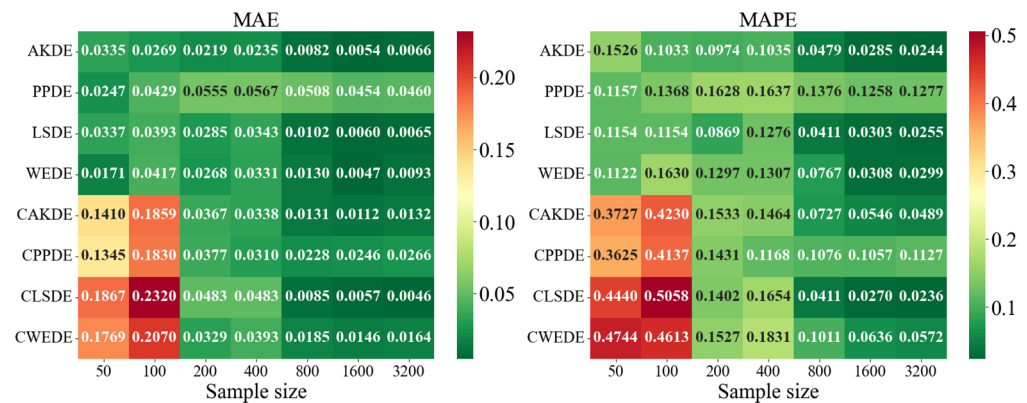 MAE
AKDE 0.0335 0.0269 0.0219 0.0235 0.0082 0.0054 0.0066
PPDE 0.0247 0.0429 0.0555 0.0567 0.0508 0.0454 0.0460
LSDE 0.0337 0.0393 0.0285 0.0343 0.0102 0.0060 0.0065
WEDE 0.0171 0.0417 0.0268 0.0331 0.0130 0.0047 0.0093
CAKDE 0.1410 0.1859 0.0367 0.0338 0.0131 0.0112 0.0132
CPPDE 0.1345 0.1830 0.0377 0.0310 0.0228 0.0246 0.0266
CLSDE 0.1867 0.2320 0.0483 0.0483 0.0085 0.0057 0.0046
CWEDE 0.1769 0.2070 0.0329 0.0393 0.0185 0.0146 0.0164
50 100 200 400 800 1600 3200
Sample size
0.20
0.15
0.10
0.05
MAPE
AKDE 0.1526 0.1033 0.0974 0.1035 0.0479 0.0285 0.0244
PPDE 0.1157 0.1368 0.1628 0.1637 0.1376 0.1258 0.1277
LSDE 0.1154 0.1154 0.0869 0.1276 0.0411 0.0303 0.0255
WEDE 0.1122 0.1630 0.1297 0.1307 0.0767 0.0308 0.0299
CAKDE 0.3727 0.4230 0.1533 0.1464 0.0727 0.0546 0.0489
CPPDE 0.3625 0.4137 0.1431 0.1168 0.1076 0.1057 0.1127
CLSDE 0.4440 0.5058 0.1402 0.1654 0.0411 0.0270 0.0236
CWEDE 0.4744 0.4613 0.1527 0.1831 0.1011 0.0636 0.0572
50 100 200 400 800 1600 3200
Sample size
0.5
0.4
0.3
0.2
0.1